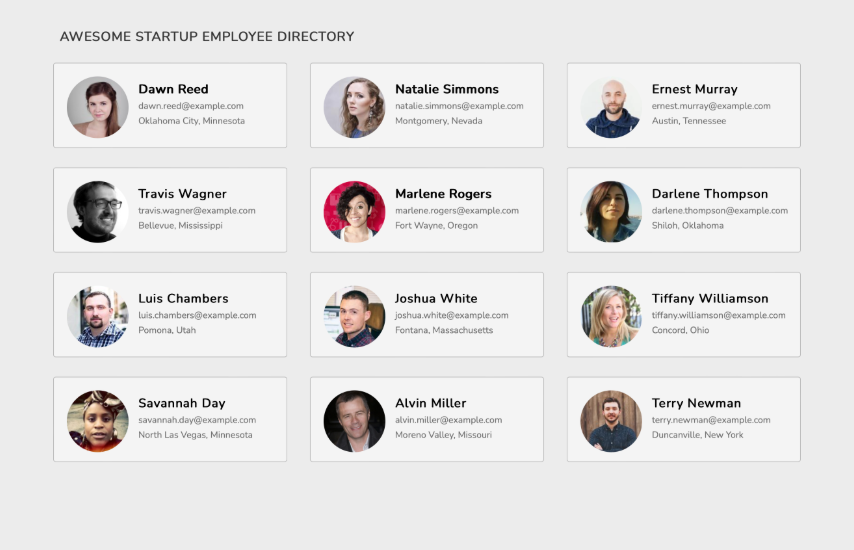 AWESOME STARTUP EMPLOYEE DIRECTORY
Dawn Reed
dawn.reed@example.com
Oklahoma City, Minnesota
Natalie Simmons
natalie.simmons@example.com
Montgomery, Nevada
Ernest Murray
ernest.murray@example.com
Austin, Tennessee
Travis Wagner
travis.wagner@example.com
Bellevue, Mississippi
Marlene Rogers
marlene.rogers@example.com
Fort Wayne, Oregon
Darlene Thompson
darlene.thompson@example.com
Shiloh, Oklahoma
Luis Chambers
luis.chambers@example.com
Pomona, Utah
Joshua White
joshua.white@example.com
Fontana, Massachusetts
Tiffany Williamson
tiffany.williamson@example.com
Concord, Ohio
Savannah Day
savannah.day@example.com
North Las Vegas, Minnesota
Alvin Miller
alvin.miller@example.com
Moreno Valley, Missouri
Terry Newman
terry.newman@example.com
Duncanville, New York